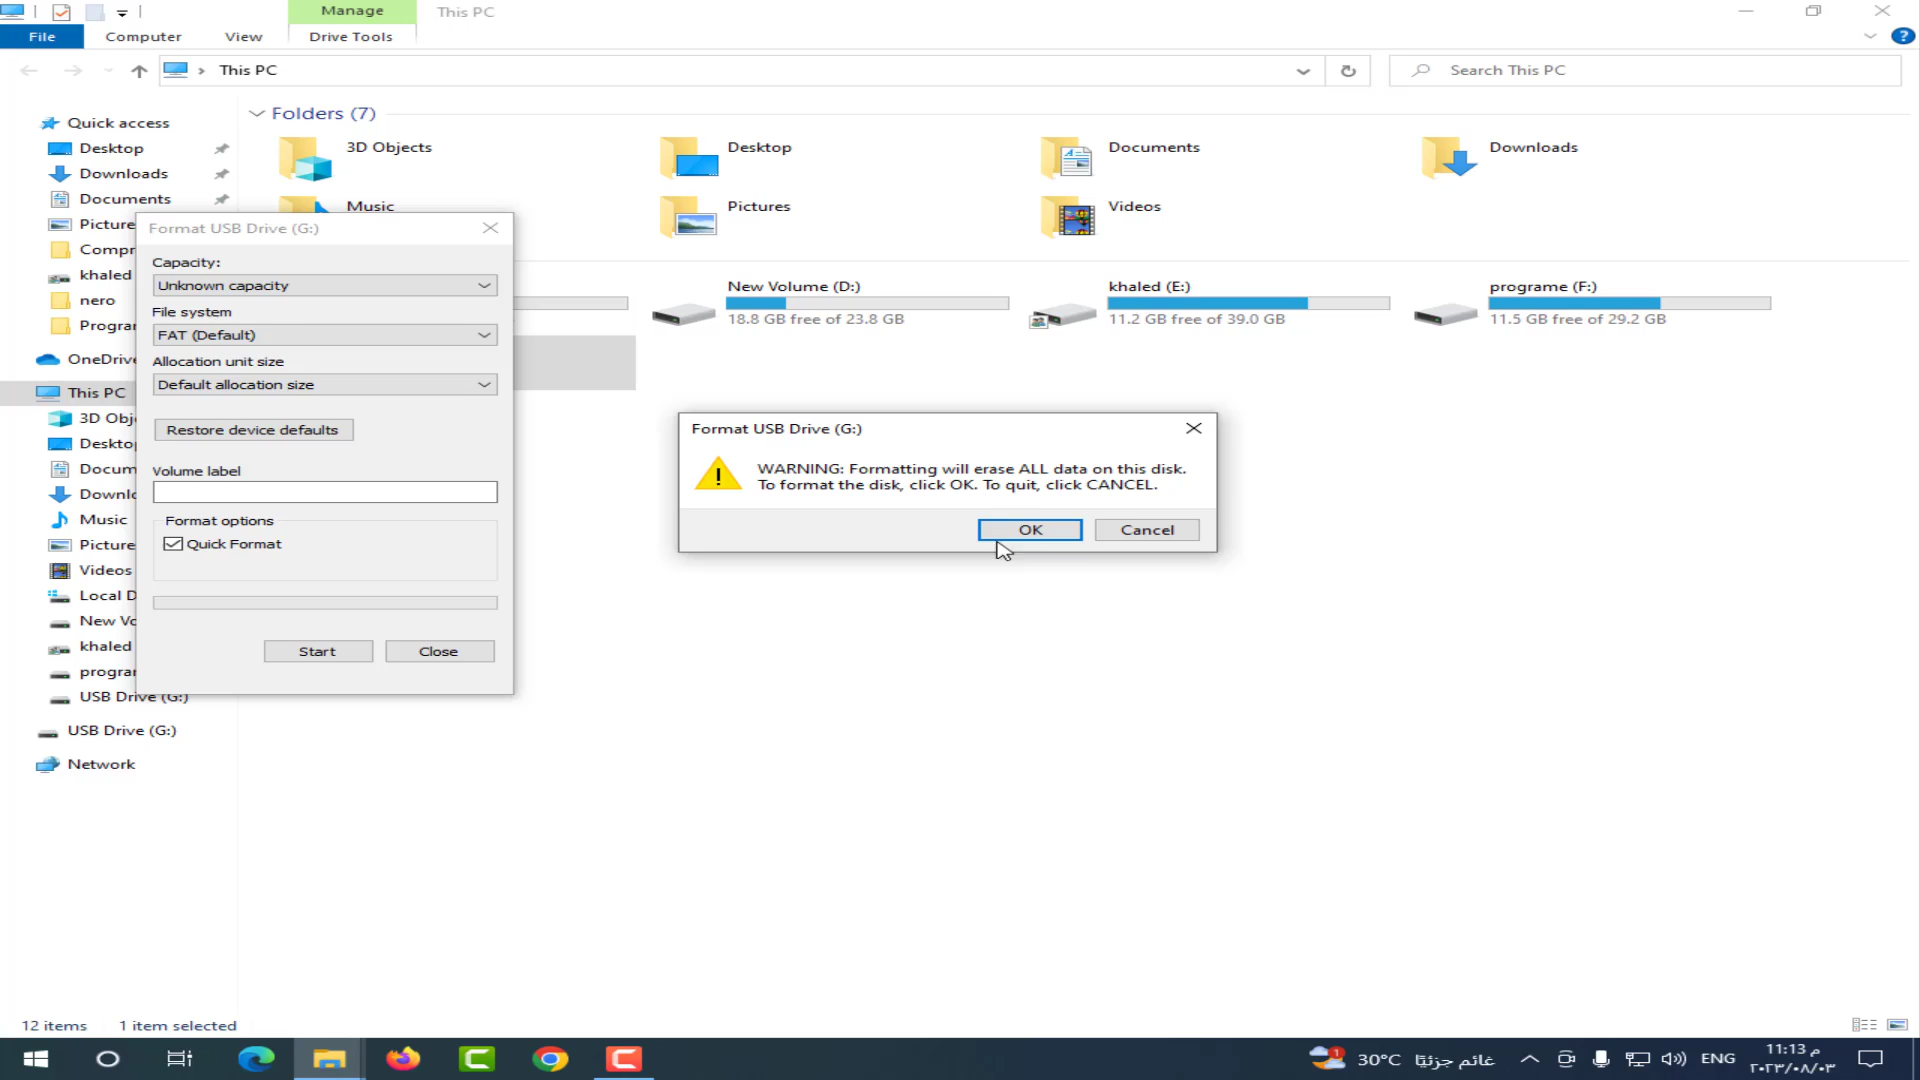 Manage
This PC
File
Computer
View
Drive Tools
This PC
Search This PC
Quick access
Desktop
Downloads
Documents
Picture
Compr
khaled
nero
Progran
OneDrive
This PC
3D Obje
Desktop
Docum
Downlo
Music
Picture
Videos
Local D
New Vo
khaled
program
USB Drive (G:)
USB Drive (G:)
Network
Folders (7)
3D Objects
Desktop
Documents
Downloads
Music
Pictures
Videos
New Volume (D:)
18.8 GB free of 23.8 GB
khaled (E:)
11.2 GB free of 39.0 GB
programe (F:)
11.5 GB free of 29.2 GB
Format USB Drive (G:)
Capacity:
Unknown capacity
File system
FAT (Default)
Allocation unit size
Default allocation size
Restore device defaults
Volume label
Format options
Quick Format
Start
Close
Format USB Drive (G:)
WARNING: Formatting will erase ALL data on this disk.
To format the disk, click OK. To quit, click CANCEL.
OK
Cancel
12 items
1 item selected
1
30°C
غائم جزئيًا
ENG
11:13 م
٢٠٢٣/٠٨/٠٣